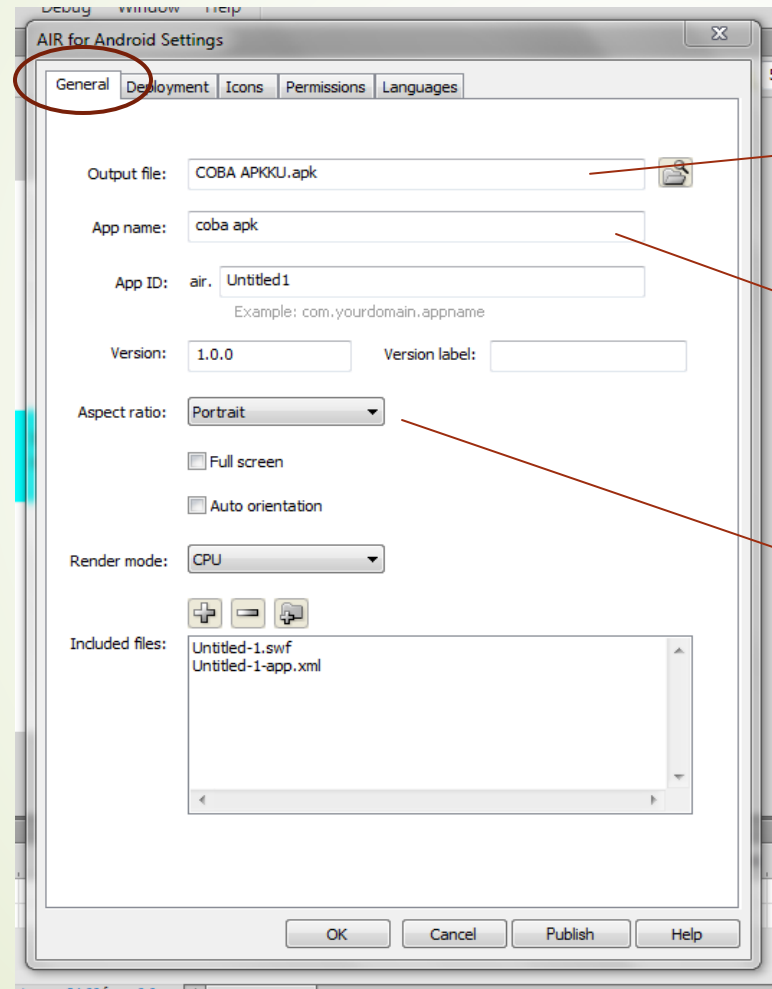 Debug Window Help
AIR for Android Settings
General Deployment Icons Permissions Languages
Output file: COBA APKKU.apk
App name: coba apk
App ID: air. Untitled1
Example: com.yourdomain.appname
Version: 1.0.0 Version label:
Aspect ratio: Portrait
Full screen
Auto orientation
Render mode: CPU
Included files:
Untitled-1.swf
Untitled-1-app.xml
OK Cancel Publish Help